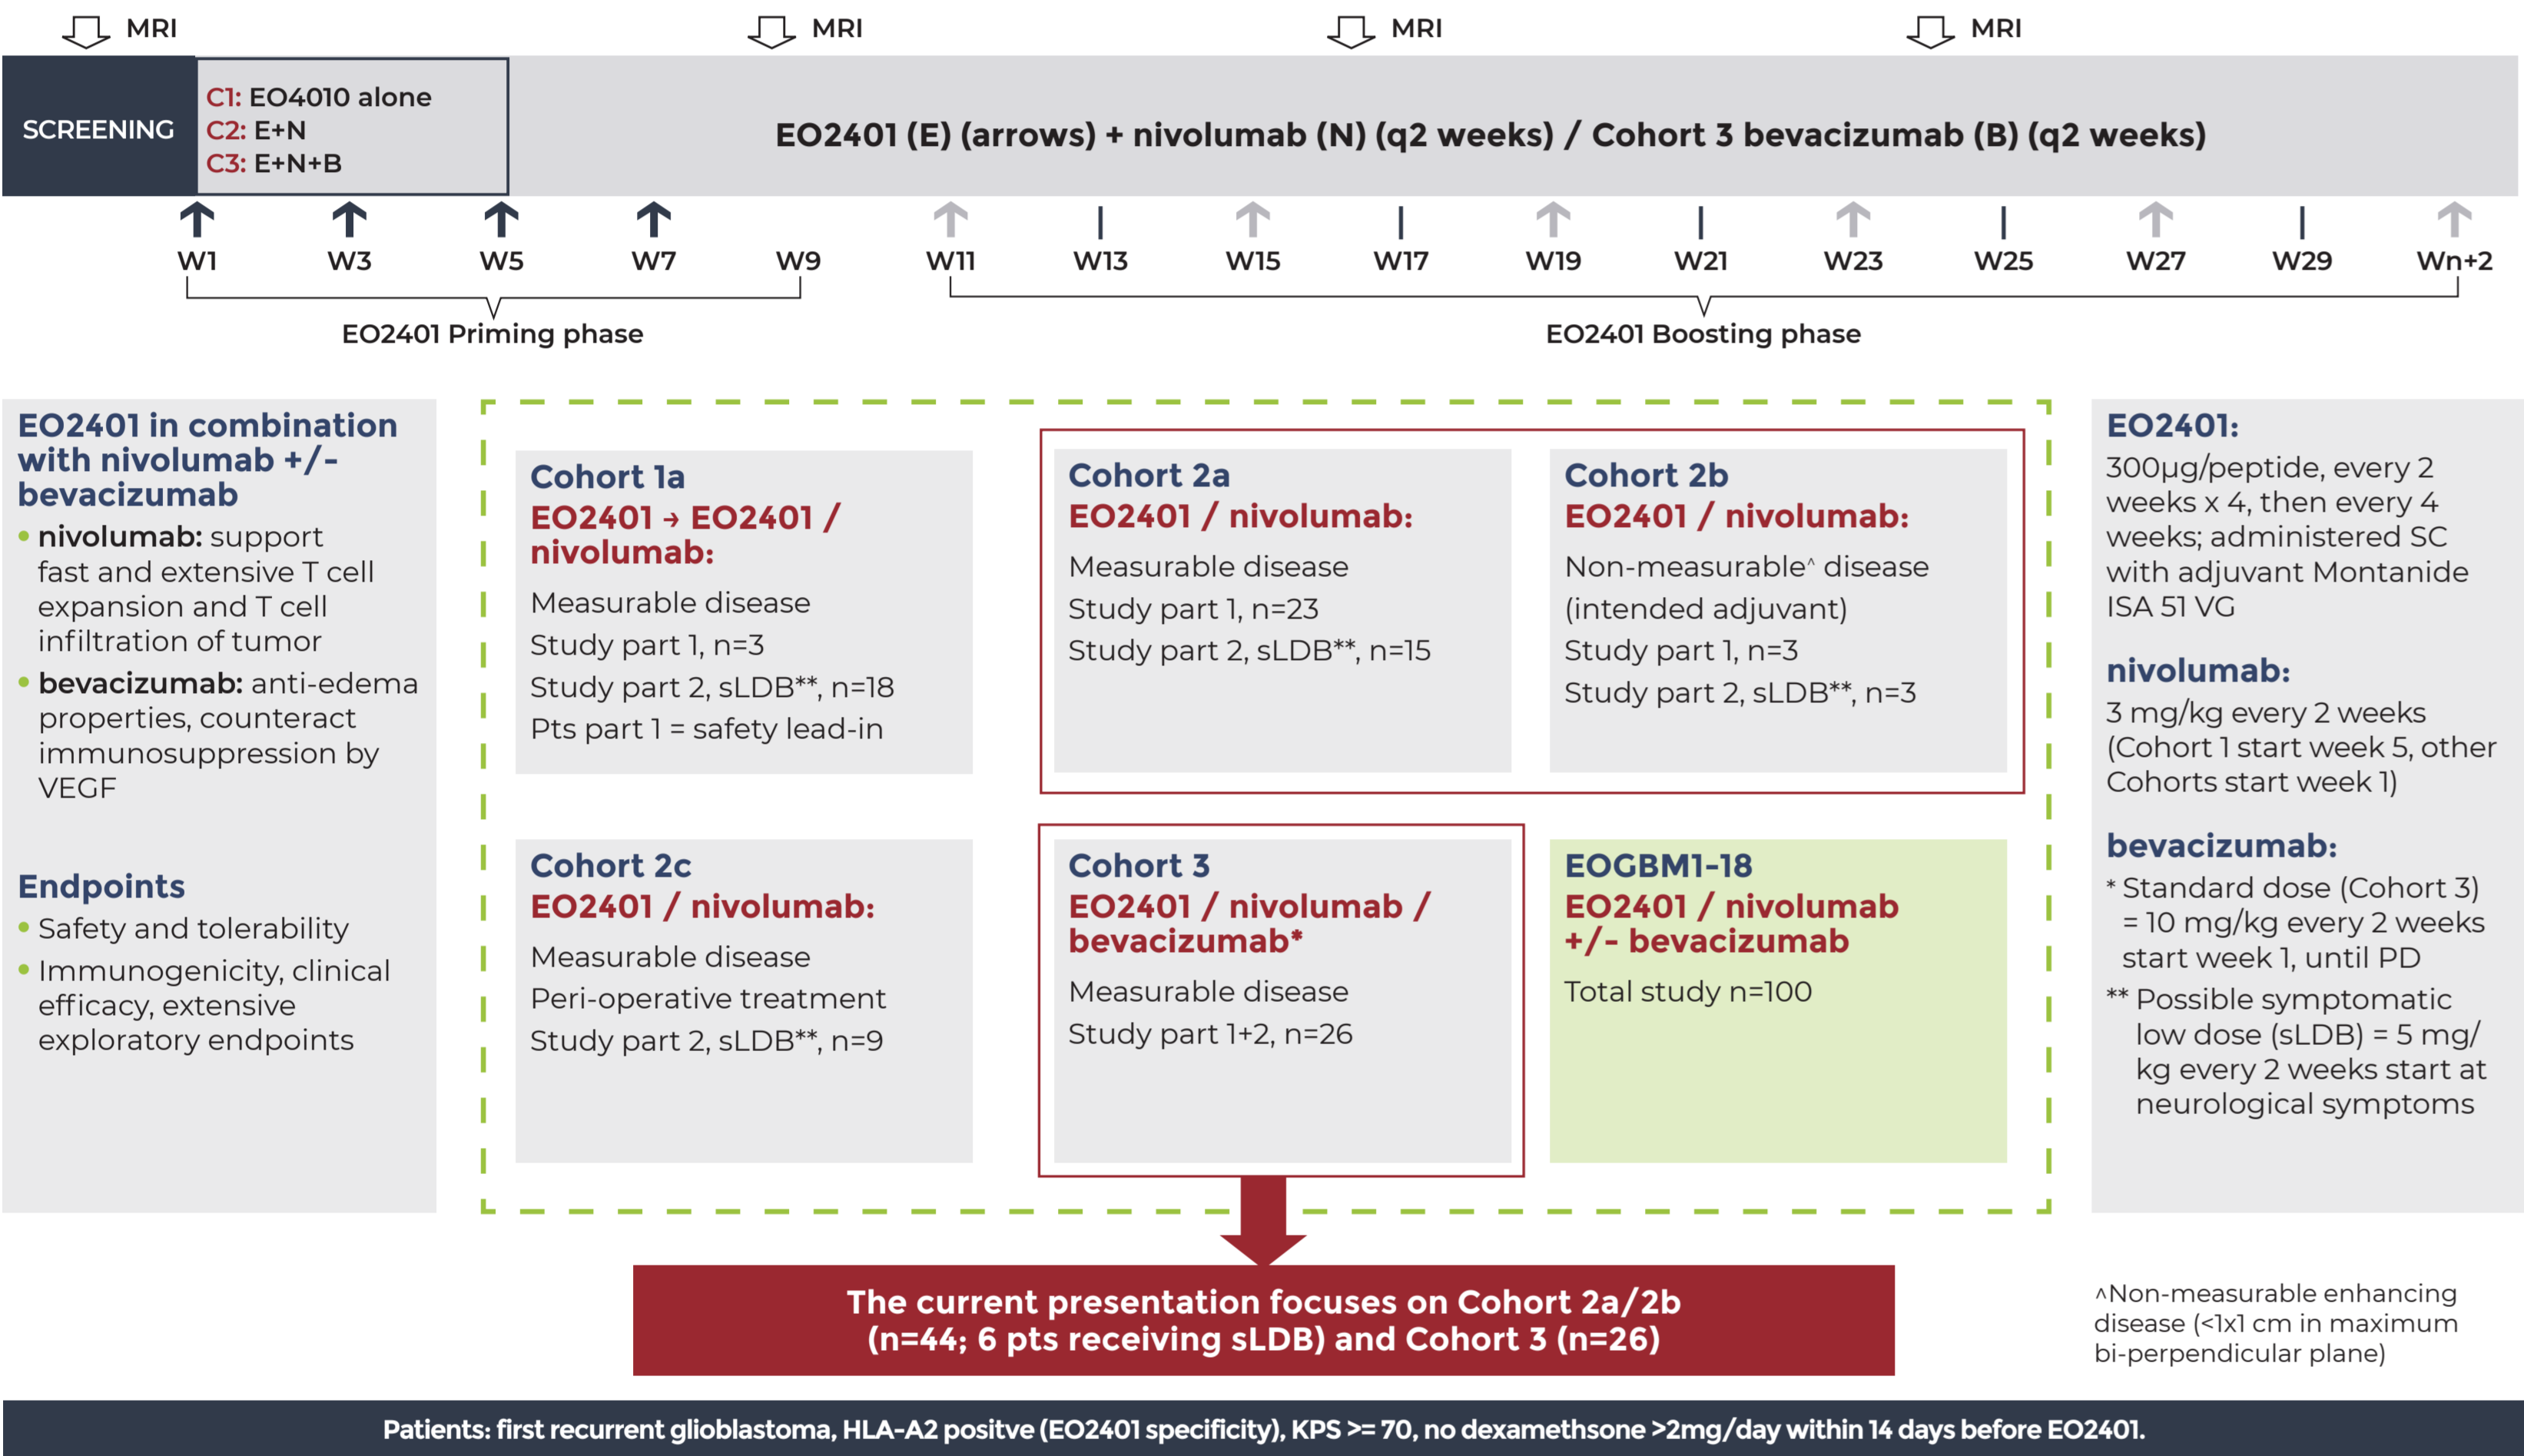 MRI MRI MRI MRI
SCREENING
C1: EO4010 alone
C2: E+N
C3: E+N+B
EO2401 (E) (arrows) + nivolumab (N) (q2 weeks) / Cohort 3 bevacizumab (B) (q2 weeks)
W1 W3 W5 W7 W9 W11 W13 W15 W17 W19 W21 W23 W25 W27 W29 Wn+2
EO2401 Priming phase
EO2401 Boosting phase
EO2401 in combination
with nivolumab +/-
bevacizumab
• nivolumab: support
fast and extensive T cell
expansion and T cell
infiltration of tumor
• bevacizumab: anti-edema
properties, counteract
immunosuppression by
VEGF
Endpoints
• Safety and tolerability
• Immunogenicity, clinical
efficacy, extensive
exploratory endpoints
Cohort 1a
EO2401 → EO2401 /
nivolumab:
Measurable disease
Study part 1, n=3
Study part 2, sLDB**, n=18
Pts part 1 = safety lead-in
Cohort 2a
EO2401 / nivolumab:
Measurable disease
Study part 1, n=23
Study part 2, sLDB**, n=15
Cohort 2b
EO2401 / nivolumab:
Non-measurable^ disease
(intended adjuvant)
Study part 1, n=3
Study part 2, sLDB**, n=3
Cohort 2c
EO2401 / nivolumab:
Measurable disease
Peri-operative treatment
Study part 2, sLDB**, n=9
Cohort 3
EO2401 / nivolumab /
bevacizumab*
Measurable disease
Study part 1+2, n=26
EOGBM1-18
EO2401 / nivolumab
+/- bevacizumab
Total study n=100
EO2401:
300µg/peptide, every 2
weeks x 4, then every 4
weeks; administered SC
with adjuvant Montanide
ISA 51 VG
nivolumab:
3 mg/kg every 2 weeks
(Cohort 1 start week 5, other
Cohorts start week 1)
bevacizumab:
* Standard dose (Cohort 3)
= 10 mg/kg every 2 weeks
start week 1, until PD
** Possible symptomatic
low dose (sLDB) = 5 mg/
kg every 2 weeks start at
neurological symptoms
The current presentation focuses on Cohort 2a/2b
(n=44; 6 pts receiving sLDB) and Cohort 3 (n=26)
^Non-measurable enhancing
disease (<1x1 cm in maximum
bi-perpendicular plane)
Patients: first recurrent glioblastoma, HLA-A2 positve (EO2401 specificity), KPS >= 70, no dexamethsone >2mg/day within 14 days before EO2401.